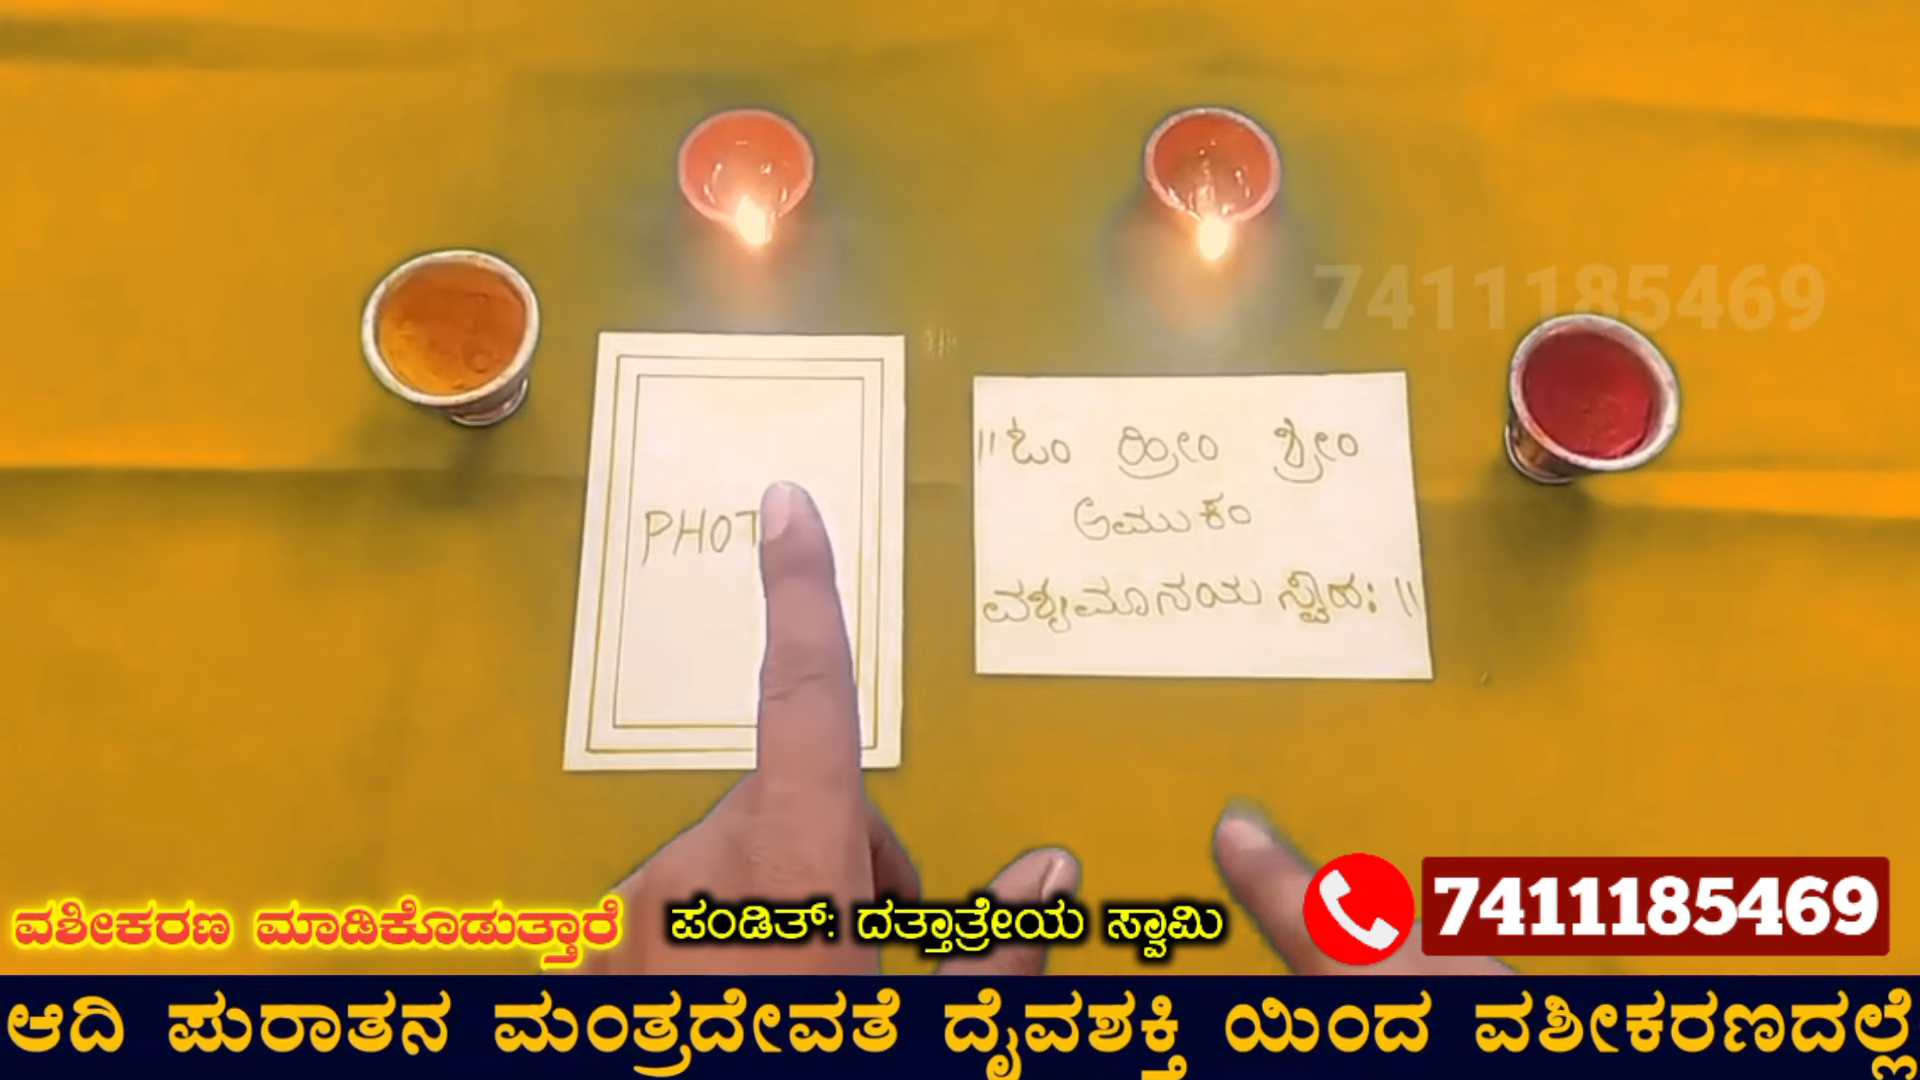 7411185469
PHOT
॥ ಓಂ ಹ್ರೀಂ ಶ್ರೀಂ
ಅಮುಕಂ
ವಶ್ಯಮಾನಯ ಸ್ವಾಹಃ ॥
ವಶೀಕರಣ ಮಾಡಿಕೊಡುತ್ತಾರೆ
ಪಂಡಿತ್: ದತ್ತಾತ್ರೇಯ ಸ್ವಾಮಿ
7411185469
ಆದಿ ಪುರಾತನ ಮಂತ್ರದೇವತೆ ದೈವಶಕ್ತಿ ಯಿಂದ ವಶೀಕರಣದಲ್ಲೆ